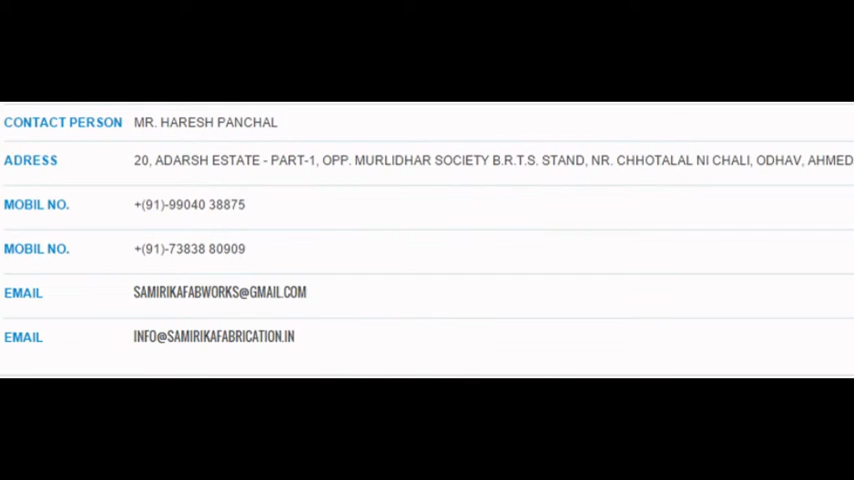 CONTACT PERSON MR. HARESH PANCHAL
ADRESS 20, ADARSH ESTATE - PART-1, OPP. MURLIDHAR SOCIETY B.R.T.S. STAND, NR. CHHOTALAL NI CHALI, ODHAV, AHMED
MOBIL NO. +(91)-99040 38875
MOBIL NO. +(91)-73838 80909
EMAIL SAMIRIKAFABWORKS@GMAIL.COM
EMAIL INFO@SAMIRIKAFABRICATION.IN